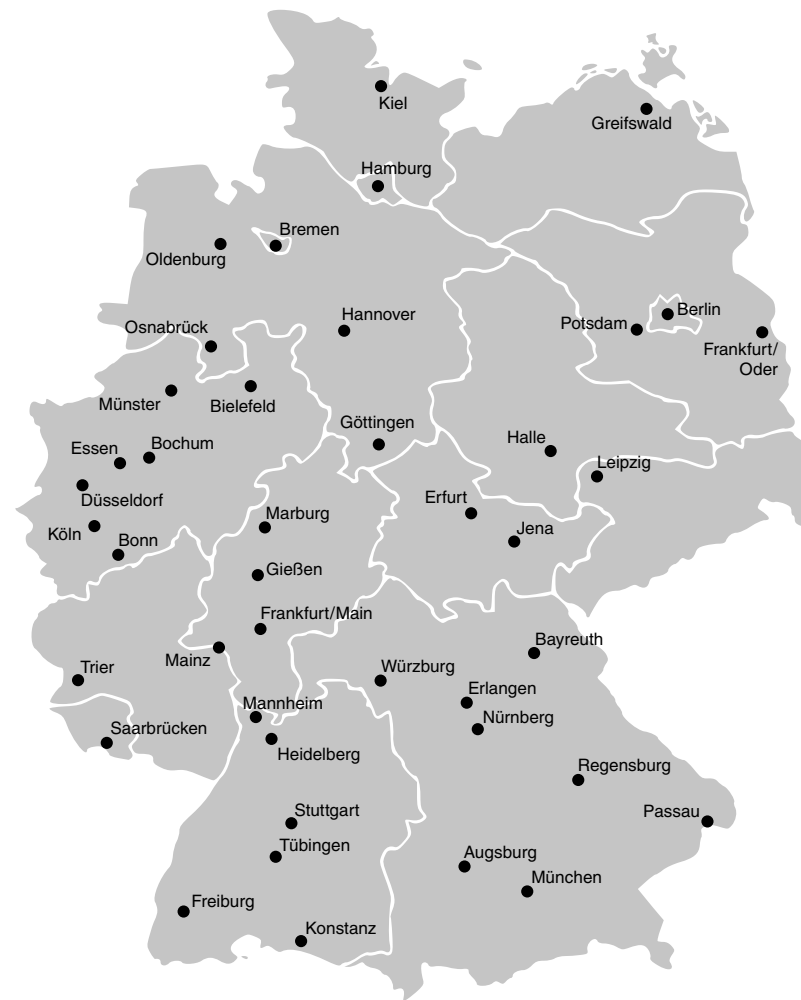 Kiel
Greifswald
Hamburg
Bremen
Oldenburg
Hannover
Berlin
Potsdam
Osnabrück
Frankfurt/
Oder
Münster
Bielefeld
Göttingen
Halle
Bochum
Essen
Leipzig
Düsseldorf
Erfurt
Marburg
Jena
Köln
Bonn
Gießen
Frankfurt/Main
Bayreuth
Mainz
Trier
Würzburg
Erlangen
Mannheim
Nürnberg
Saarbrücken
Heidelberg
Regensburg
Stuttgart
Passau
Tübingen
Augsburg
München
Freiburg
Konstanz